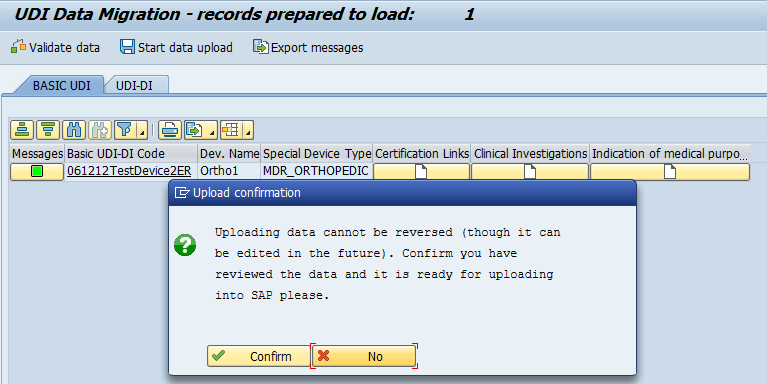 UDI Data Migration - records prepared to load: 1
Validate data Start data upload Export messages
BASIC UDI UDI-DI
Messages Basic UDI-DI Code Dev. Name Special Device Type Certification Links Clinical Investigations Indication of medical purpo...
061212TestDevice2ER Ortho1 MDR_ORTHOPEDIC
Upload confirmation
Uploading data cannot be reversed (though it can
be edited in the future). Confirm you have
reviewed the data and it is ready for uploading
into SAP please.
Confirm No